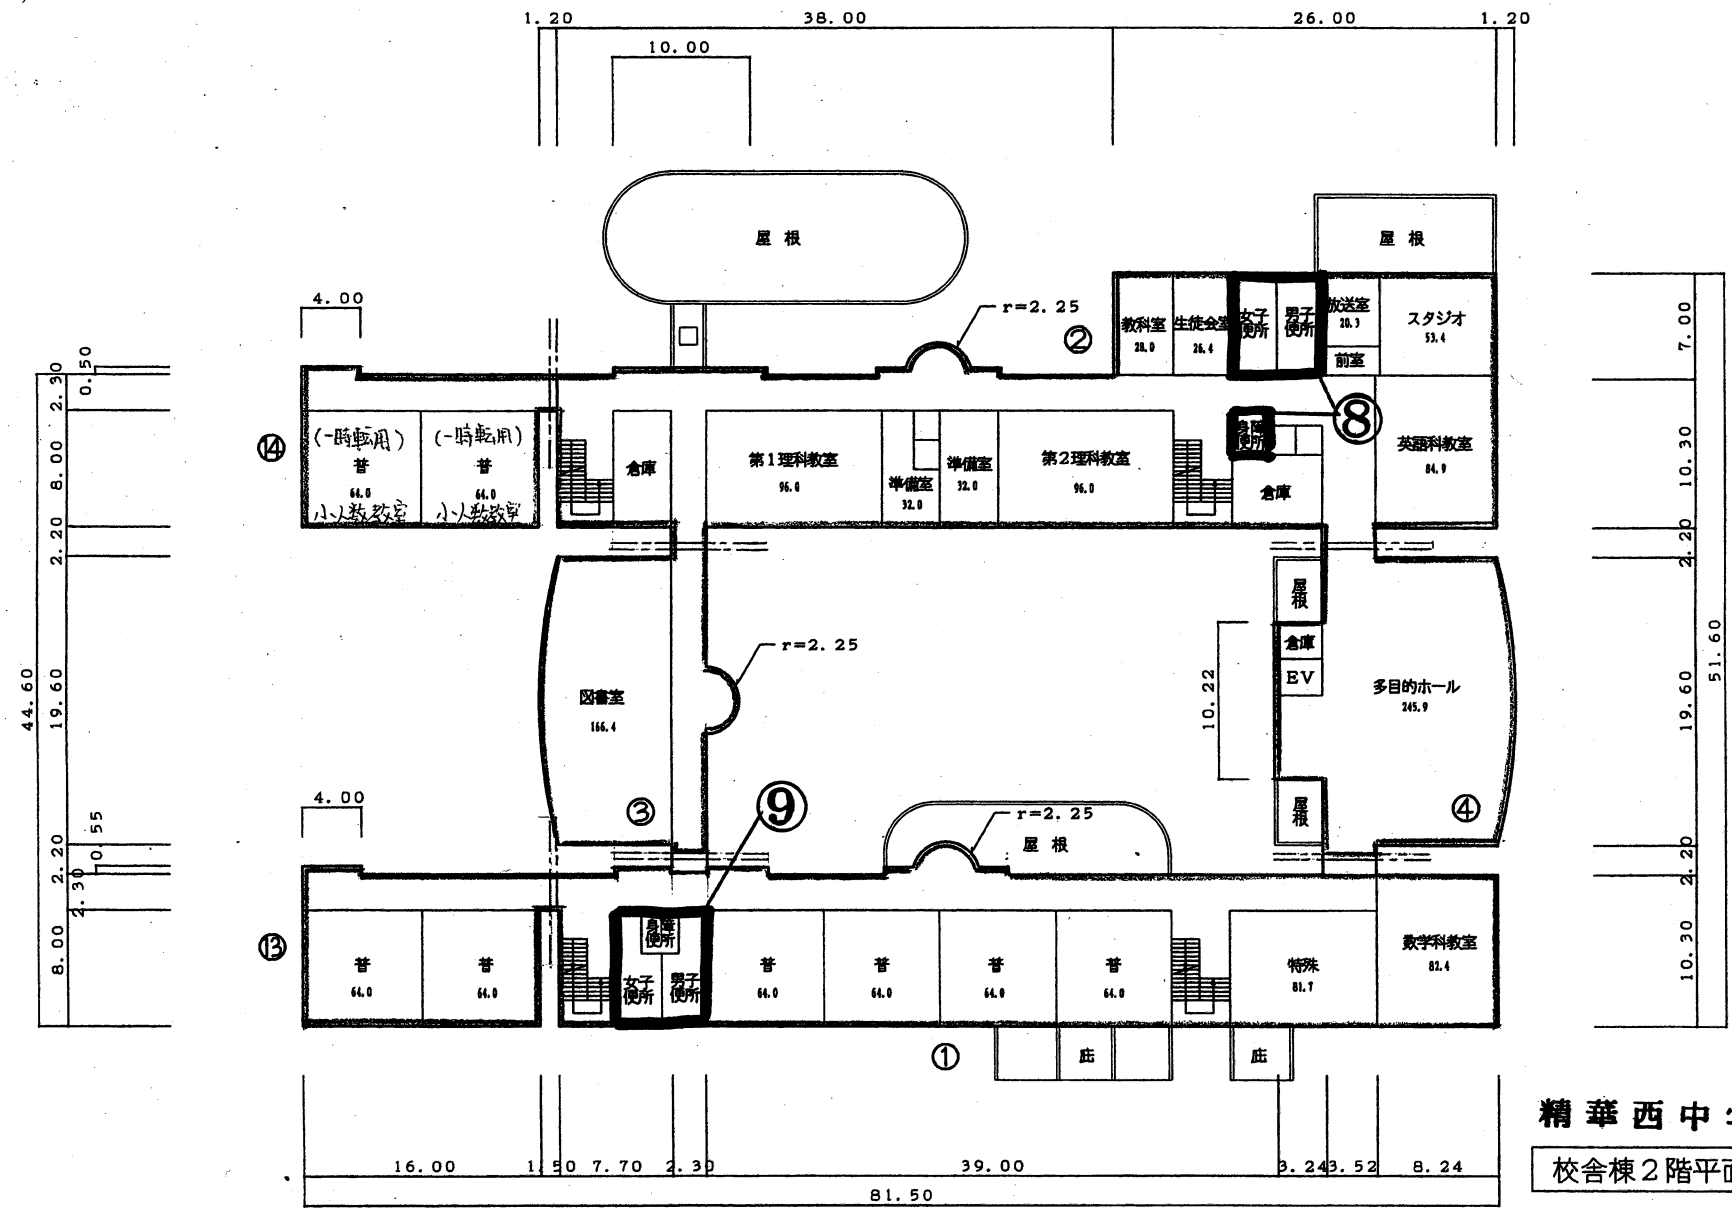 1.20 38.00 26.00 1.20
10.00
屋根
屋根
4.00
r=2.25
②
教科室
28.0
生徒会室
26.4
女子便所
男子便所
放送室
20.3
前室
スタジオ
53.4
7.00
0.50
2.30
⑧
⑭
(一時転用)
普
64.0
小人数教室
(一時転用)
普
64.0
小人数教室
倉庫
第1理科教室
96.0
準備室
32.0
準備室
32.0
第2理科教室
96.0
身障便所
倉庫
英語科教室
84.9
8.00
10.30
2.20
2.20
屋根
倉庫
EV
r=2.25
図書室
166.4
10.22
多目的ホール
245.9
44.60
19.60
19.60
51.60
③
⑨
屋根
④
4.00
r=2.25
屋根
0.55
2.20
2.30
2.20
⑬
身障便所
女子便所
男子便所
普
64.0
普
64.0
普
64.0
普
64.0
普
64.0
普
64.0
特殊
81.7
数学科教室
82.4
8.00
10.30
①
庇
庇
精華西中
校舎棟2階平面
16.00 1.50 7.70 2.30 39.00 3.24 3.52 8.24
81.50